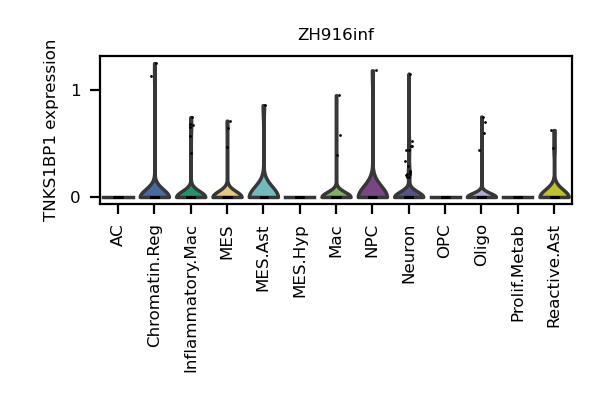 ZH916inf
TNKS1BP1 expression
1
0
AC
Chromatin.Reg
Inflammatory.Mac
MES
MES.Ast
MES.Hyp
Mac
NPC
Neuron
OPC
Oligo
Prolif.Metab
Reactive.Ast